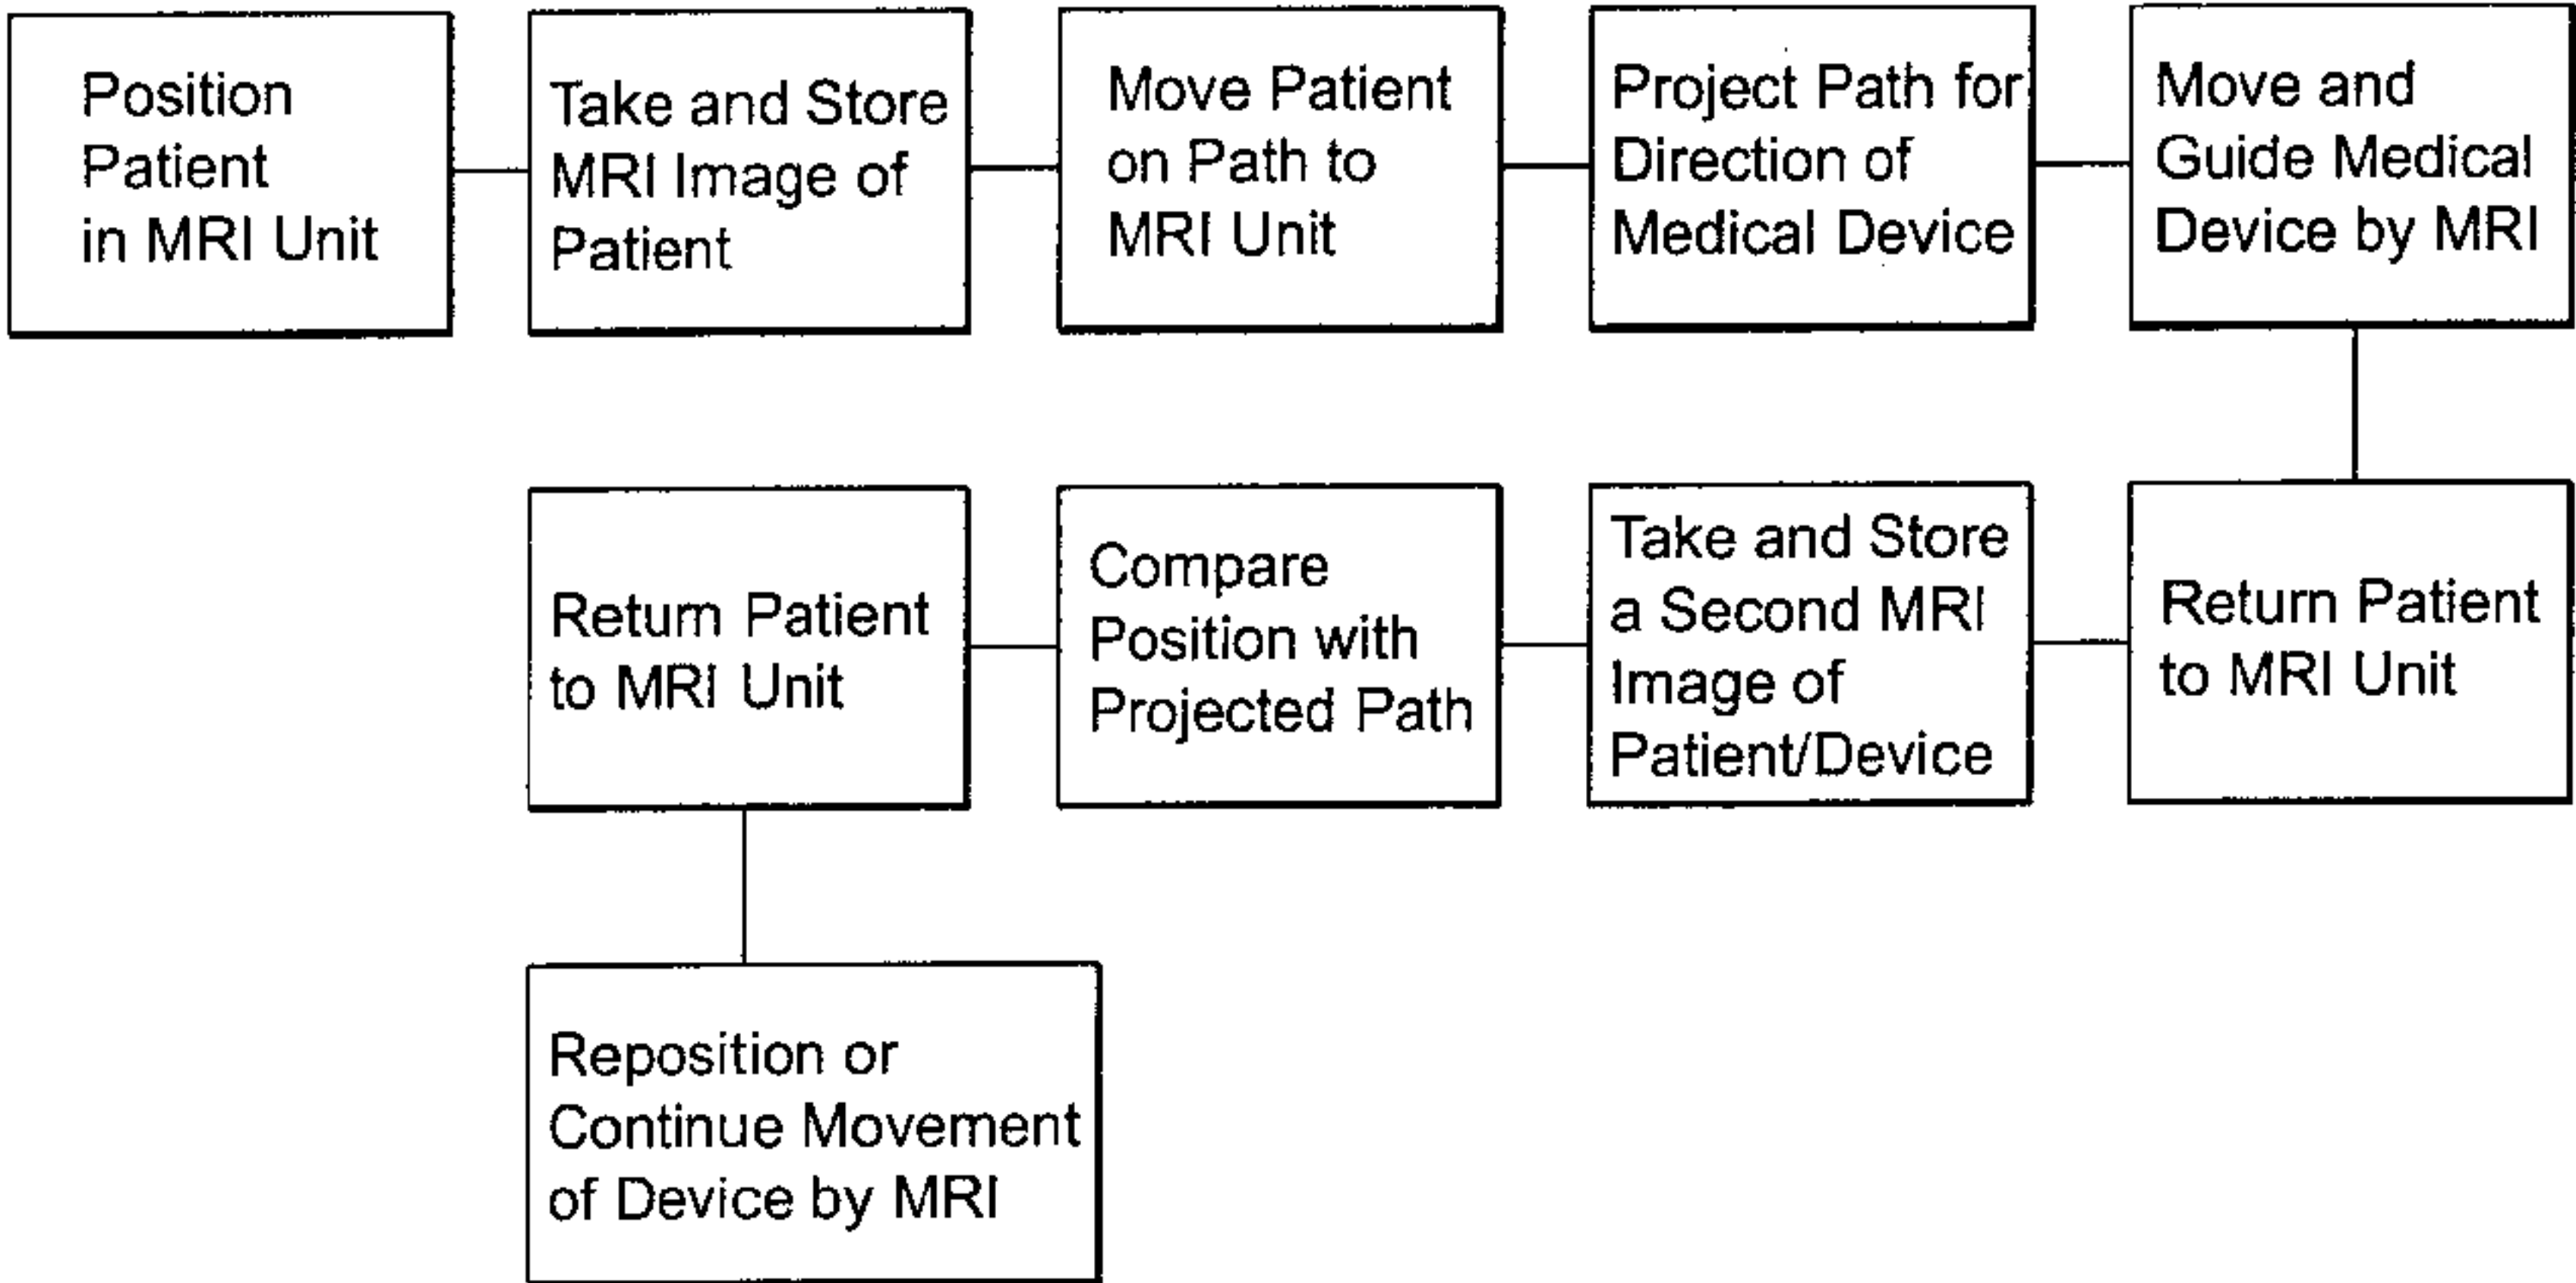 Position
Patient
in MRI Unit
Take and Store
MRI Image of
Patient
Move Patient
on Path to
MRI Unit
Project Path for
Direction of
Medical Device
Move and
Guide Medical
Device by MRI
Return Patient
to MRI Unit
Take and Store
a Second MRI
Image of
Patient/Device
Compare
Position with
Projected Path
Return Patient
to MRI Unit
Reposition or
Continue Movement
of Device by MRI